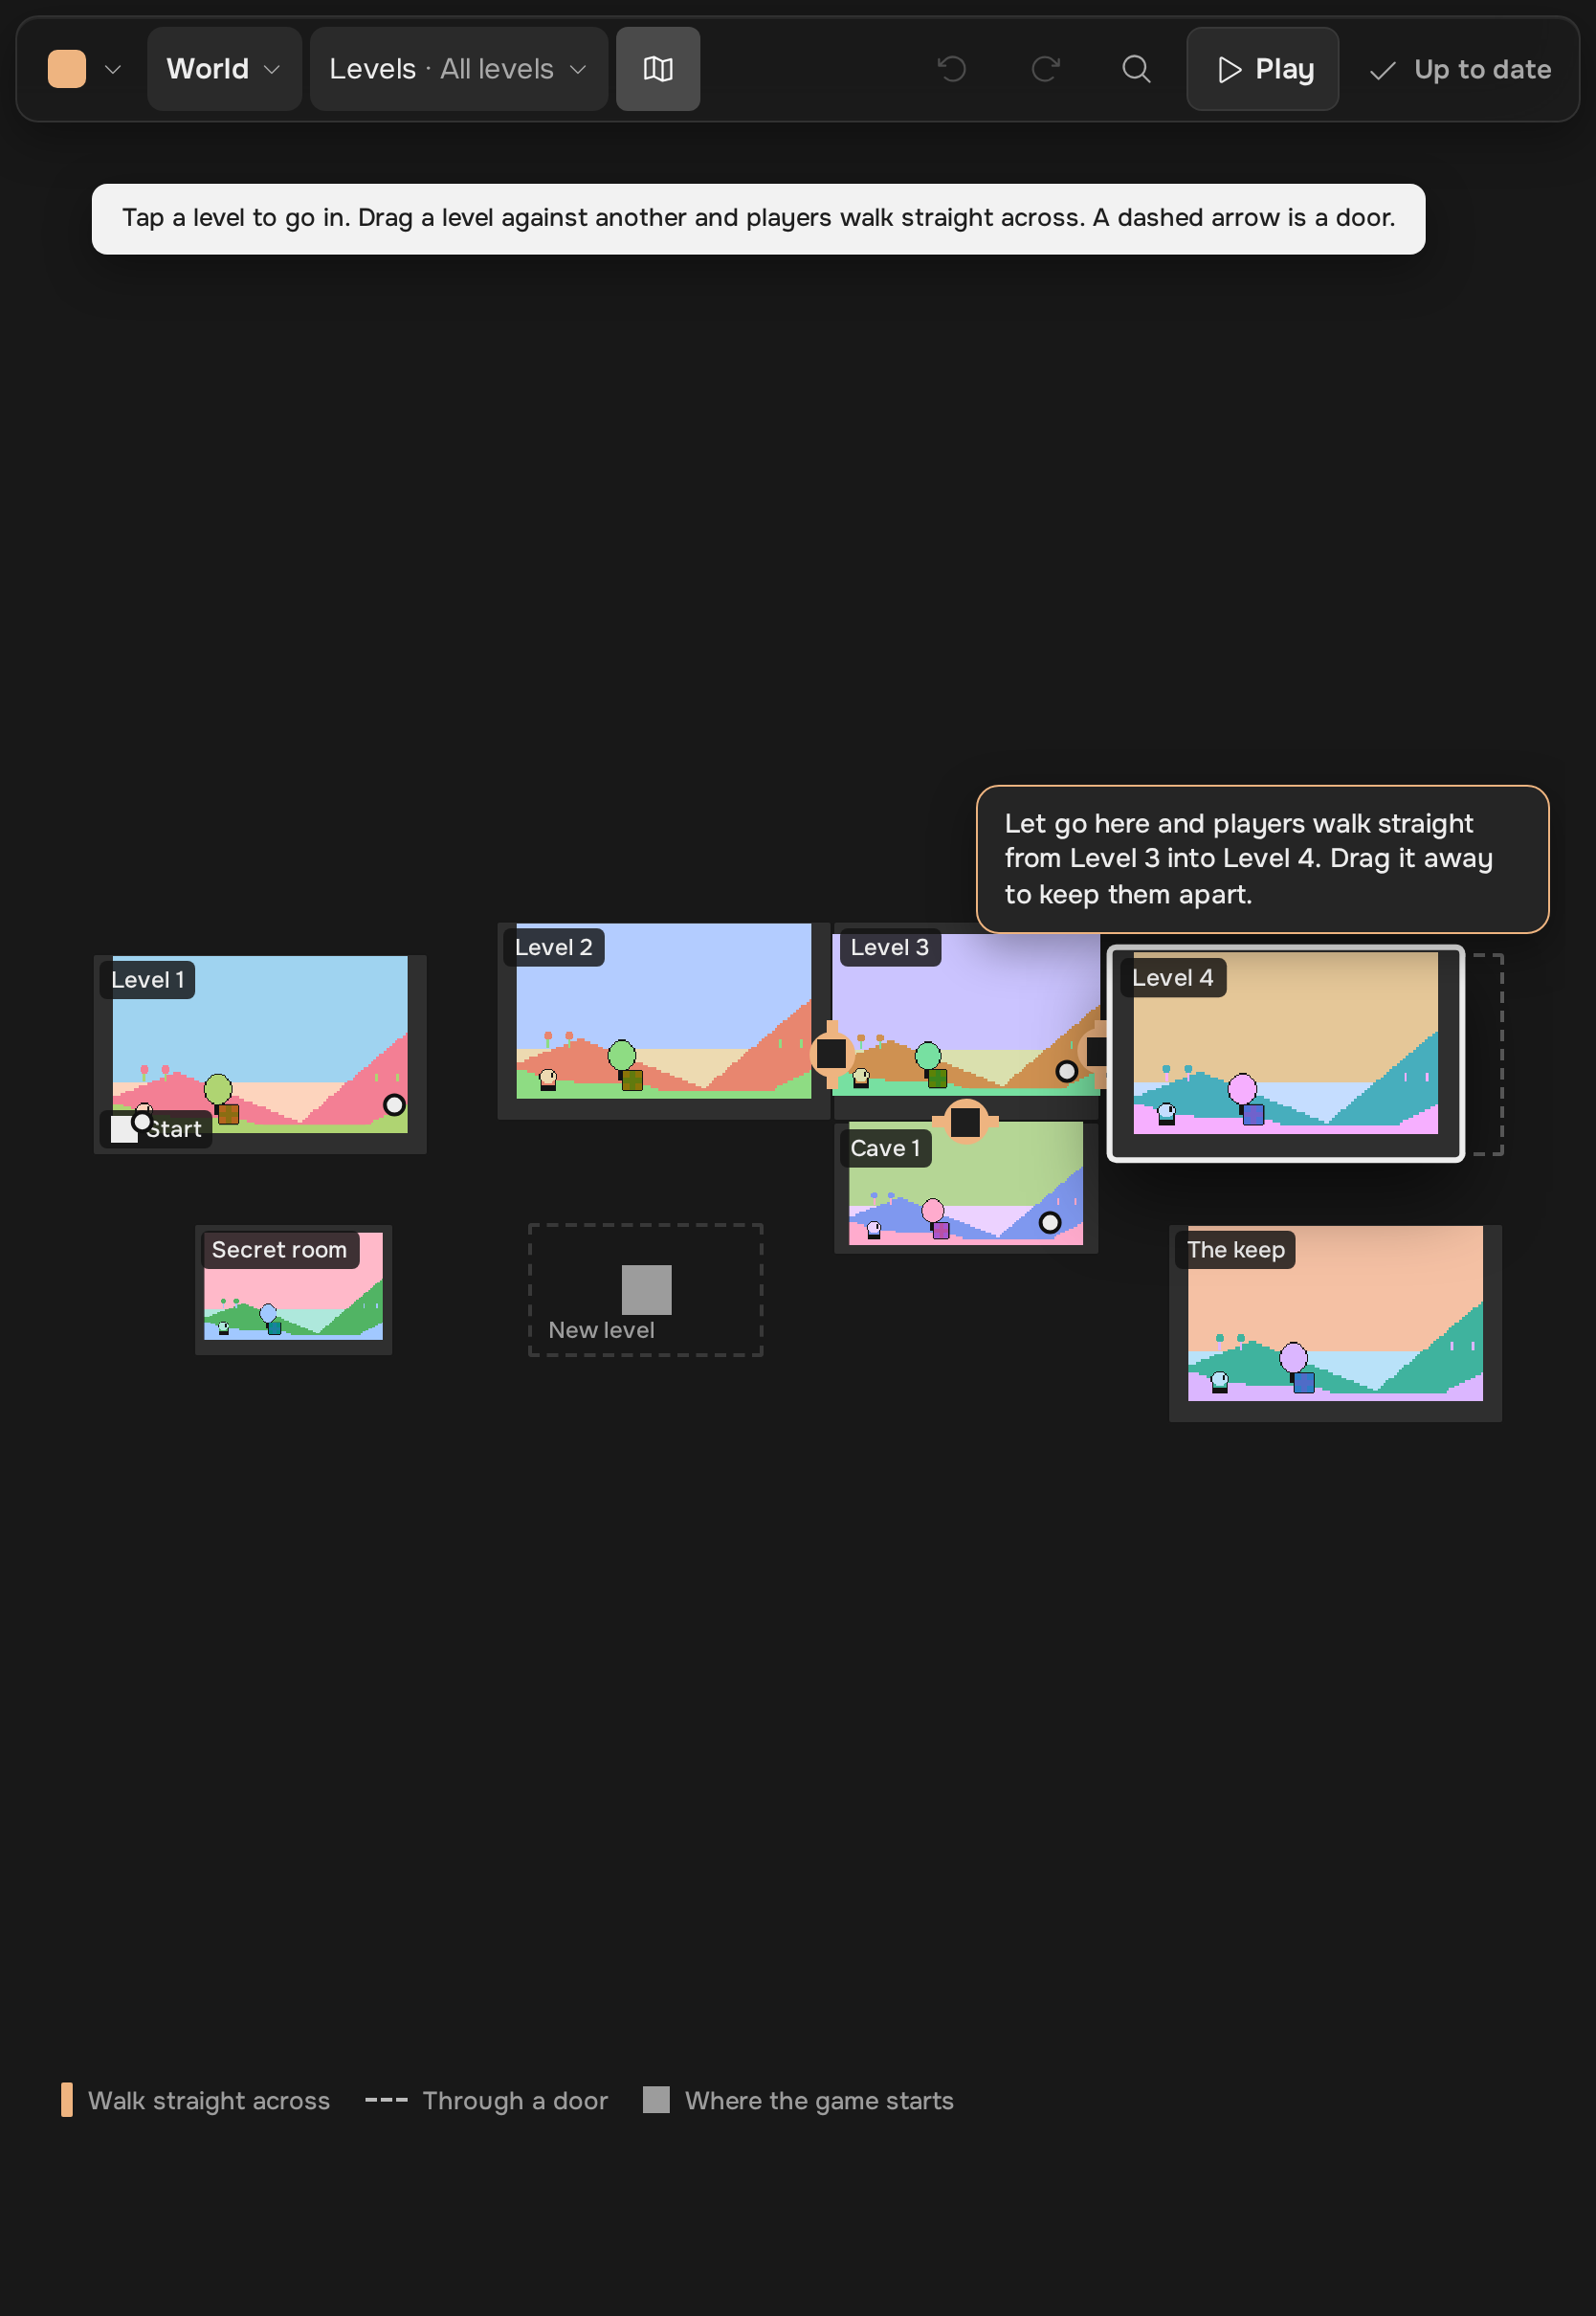 World
Levels · All levels
Play
Up to date
Tap a level to go in. Drag a level against another and players walk straight across. A dashed arrow is a door.
Let go here and players walk straight
from Level 3 into Level 4. Drag it away
to keep them apart.
Level 1
Level 2
Level 3
Level 4
Start
Cave 1
Secret room
New level
The keep
Walk straight across
Through a door
Where the game starts